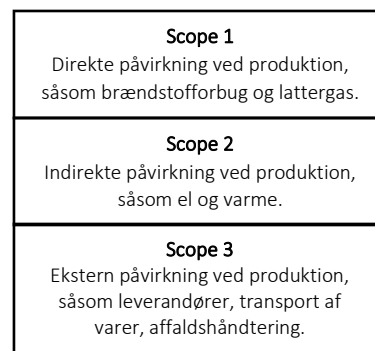 Scope 1
Direkte påvirkning ved produktion,
såsom brændstofforbug og lattergas.
Scope 2
Indirekte påvirkning ved produktion,
såsom el og varme.
Scope 3
Ekstern påvirkning ved produktion,
såsom leverandører, transport af
varer, affaldshåndtering.